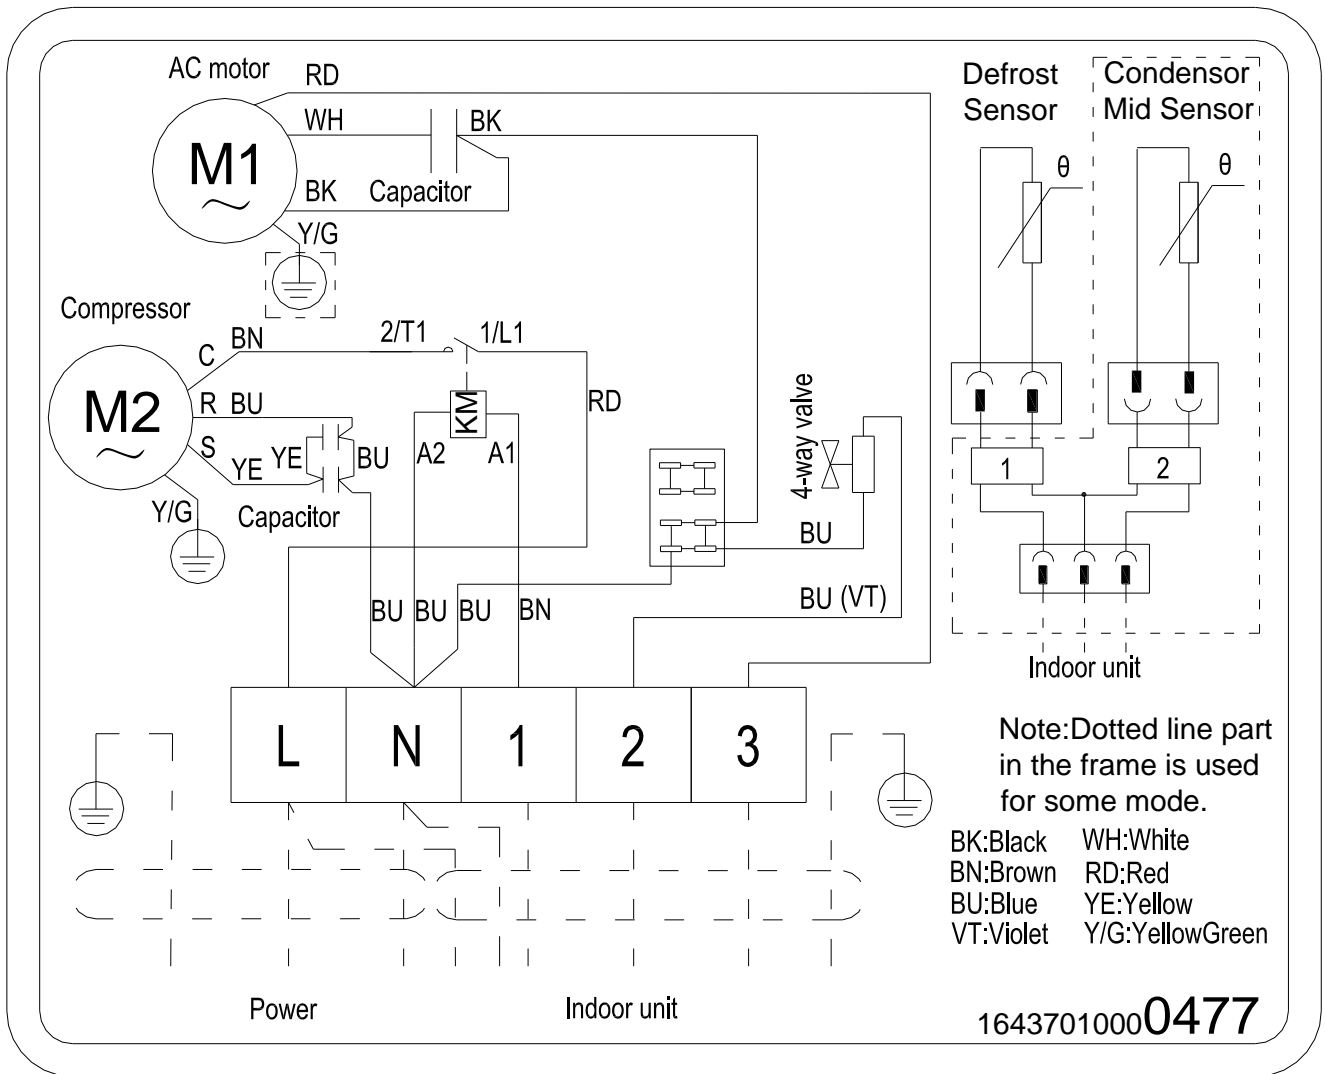 AC motor
RD
WH
BK
M1
BK
Capacitor
Y/G
Defrost
Sensor
Condensor
Mid Sensor
θ
θ
Compressor
C
BN
2/T1
1/L1
RD
M2
R
BU
S
YE
YE
BU
KM
A2
A1
Y/G
Capacitor
4-way valve
BU
1
2
BU
BU
BU
BN
BU (VT)
Indoor unit
L
N
1
2
3
Note:Dotted line part
in the frame is used
for some mode.
BK:Black
WH:White
BN:Brown
RD:Red
BU:Blue
YE:Yellow
VT:Violet
Y/G:YellowGreen
Power
Indoor unit
16437010000477